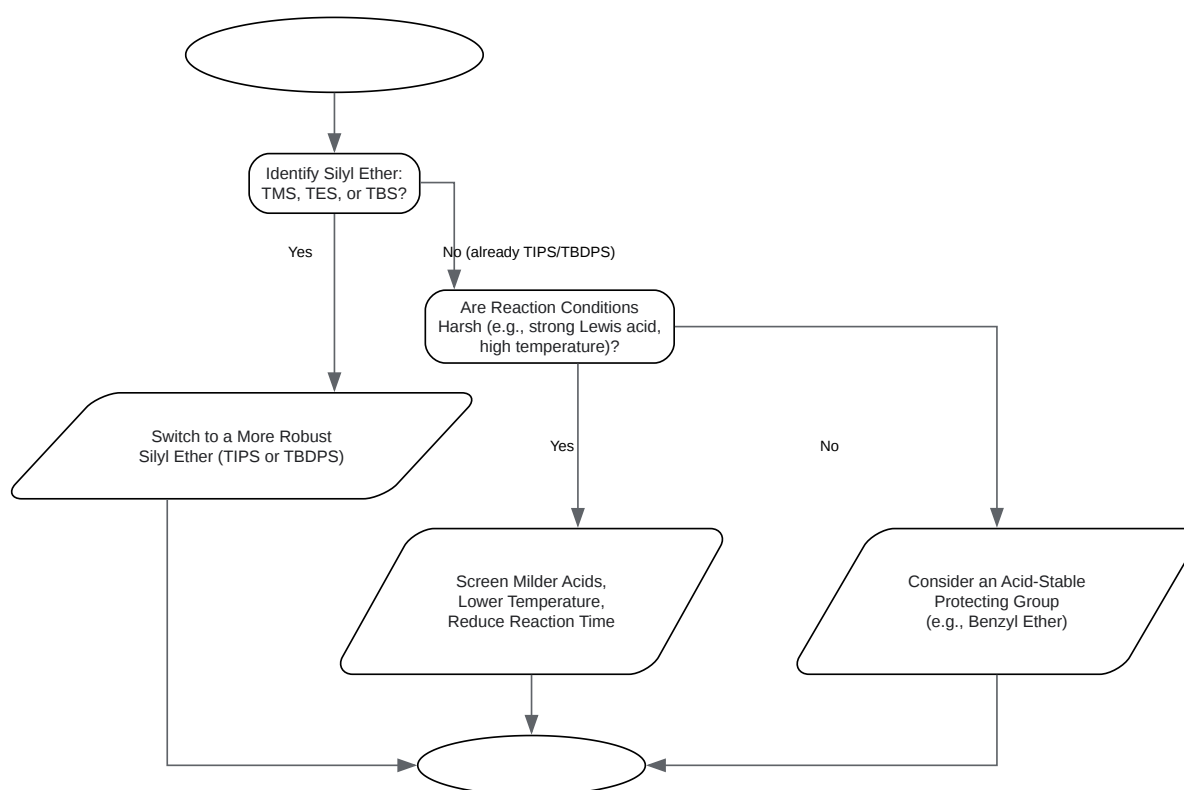 Identify Silyl Ether:
TMS, TES, or TBS?
Yes
No (already TIPS/TBDPS)
Are Reaction Conditions
Harsh (e.g., strong Lewis acid,
high temperature)?
Switch to a More Robust
Silyl Ether (TIPS or TBDPS)
Yes
No
Screen Milder Acids,
Lower Temperature,
Reduce Reaction Time
Consider an Acid-Stable
Protecting Group
(e.g., Benzyl Ether)